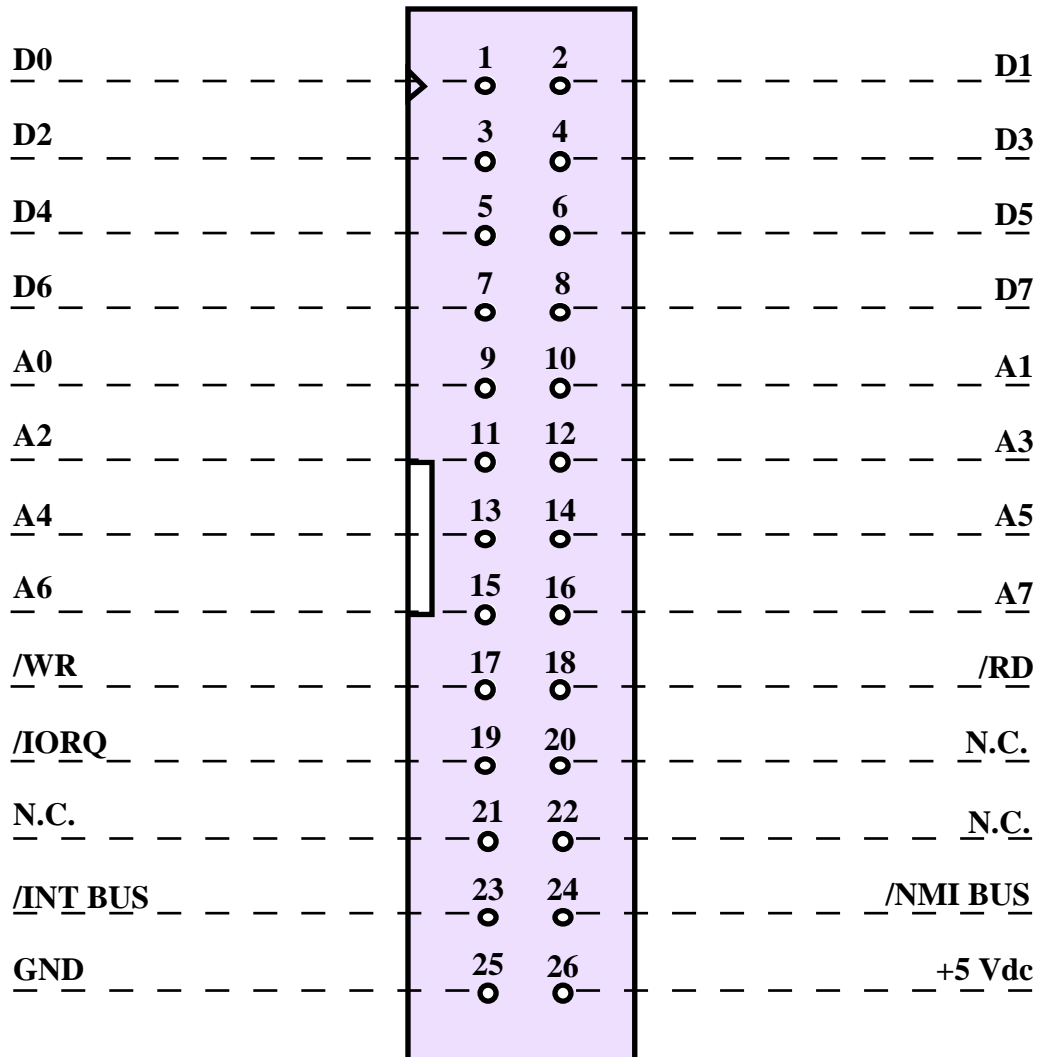 D0 1 2 D1
D2 3 4 D3
D4 5 6 D5
D6 7 8 D7
A0 9 10 A1
A2 11 12 A3
A4 13 14 A5
A6 15 16 A7
/WR 17 18 /RD
/IORQ 19 20 N.C.
N.C. 21 22 N.C.
/INT BUS 23 24 /NMI BUS
GND 25 26 +5 Vdc